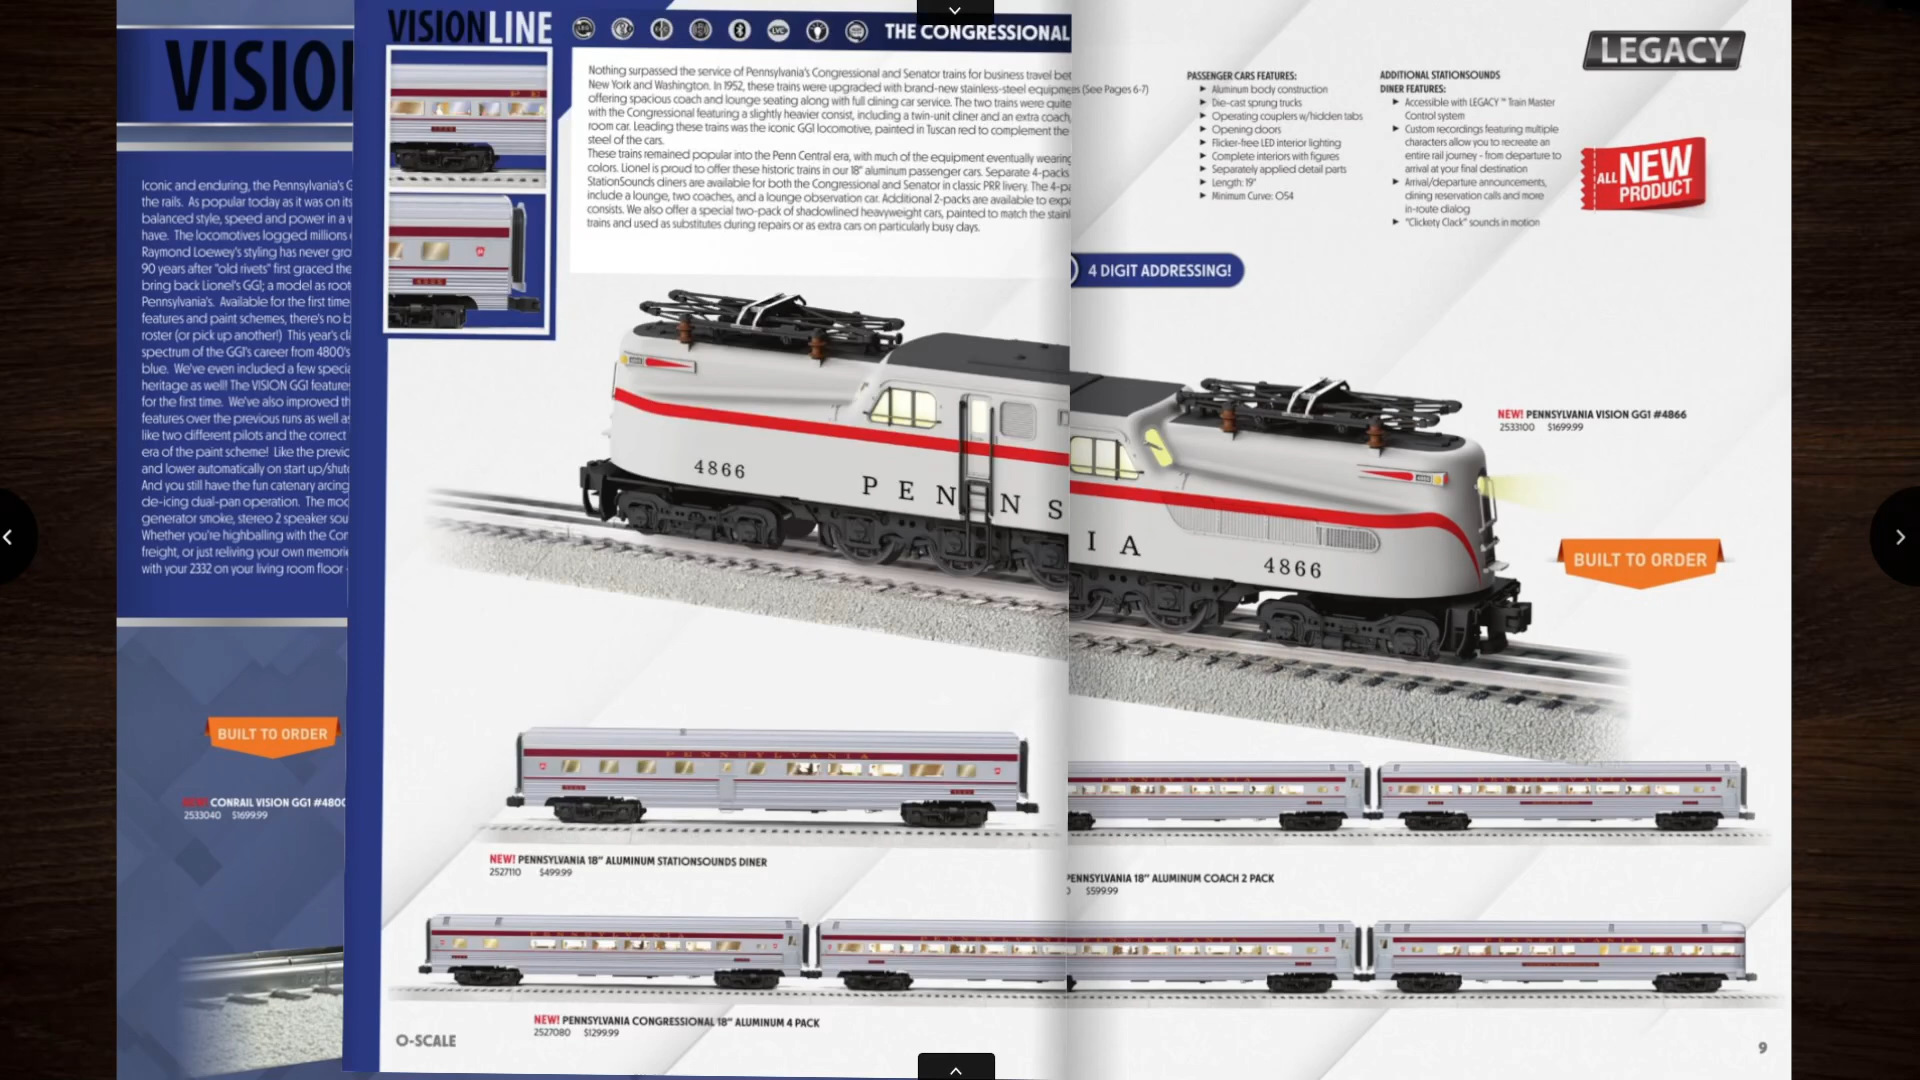 VISIO
Iconic and enduring, the Pennsylvania's G
the rails. As popular today as it was on its
balanced style, speed and power in a w
have. The locomotives logged millions
Raymond Loewey's styling has never gro
90 years after "old rivets" first graced the
bring back Lionel's GG1; a model as root
Pennsylvania's. Available for the first time
features and paint schemes, there's no b
roster (or pick up another!) This year's cl
spectrum of the GG1's career from 4800's
blue. We've even included a few specia
heritage as well! The VISION GG1 feature
for the first time. We've also improved th
features over the previous runs as well as
like two different pilots and the correct
era of the paint scheme! Like the previo
and lower automatically on start up/shut
And you still have the fun catenary arcing
de-icing dual-pan operation. The mod
generator smoke, stereo 2 speaker sou
Whether you're highballing with the Con
freight, or just reliving your own memorie
with your 2332 on your living room floor
BUILT TO ORDER
NEW! CONRAIL VISION GG1 #4800
2533040 $1699.99
VISIONLINE
THE CONGRESSIONAL
Nothing surpassed the service of Pennsylvania's Congressional and Senator trains for business travel bet
New York and Washington. In 1952, these trains were upgraded with brand-new stainless-steel equipme
offering spacious coach and lounge seating along with full dining car service. The two trains were quite
with the Congressional featuring a slightly heavier consist, including a twin-unit diner and an extra coach,
room car. Leading these trains was the iconic GG1 locomotive, painted in Tuscan red to complement the
steel of the cars.
These trains remained popular into the Penn Central era, with much of the equipment eventually wearing
colors. Lionel is proud to offer these historic trains in our 18" aluminum passenger cars. Separate 4-packs
StationSounds diners are available for both the Congressional and Senator in classic PRR livery. The 4-pa
include a lounge, two coaches, and a lounge observation car. Additional 2-packs are available to expa
consists. We also offer a special two-pack of shadowlined heavyweight cars, painted to match the stainl
trains and used as substitutes during repairs or as extra cars on particularly busy days.
s (See Pages 6-7)
PASSENGER CARS FEATURES:
► Aluminum body construction
► Die-cast sprung trucks
► Operating couplers w/hidden tabs
► Opening doors
► Flicker-free LED interior lighting
► Complete interiors with figures
► Separately applied detail parts
► Length: 19"
► Minimum Curve: O54
ADDITIONAL STATIONSOUNDS
DINER FEATURES:
► Accessible with LEGACY ™ Train Master
Control system
► Custom recordings featuring multiple
characters allow you to recreate an
entire rail journey - from departure to
arrival at your final destination
► Arrival/departure announcements,
dining reservation calls and more
in-route dialog
► "Clickety Clack" sounds in motion
LEGACY
ALL NEW
PRODUCT
4 DIGIT ADDRESSING!
4866
PENNS
IA
4866
NEW! PENNSYLVANIA VISION GG1 #4866
2533100 $1699.99
BUILT TO ORDER
PENNSYLVANIA
PENNSYLVANIA
PENNSYLVANIA
NEW! PENNSYLVANIA 18" ALUMINUM STATIONSOUNDS DINER
2527110 $499.99
PENNSYLVANIA 18" ALUMINUM COACH 2 PACK
0 $599.99
PENNSYLVANIA
PENNSYLVANIA
PENNSYLVANIA
NEW! PENNSYLVANIA CONGRESSIONAL 18" ALUMINUM 4 PACK
2527080 $1299.99
O-SCALE
9